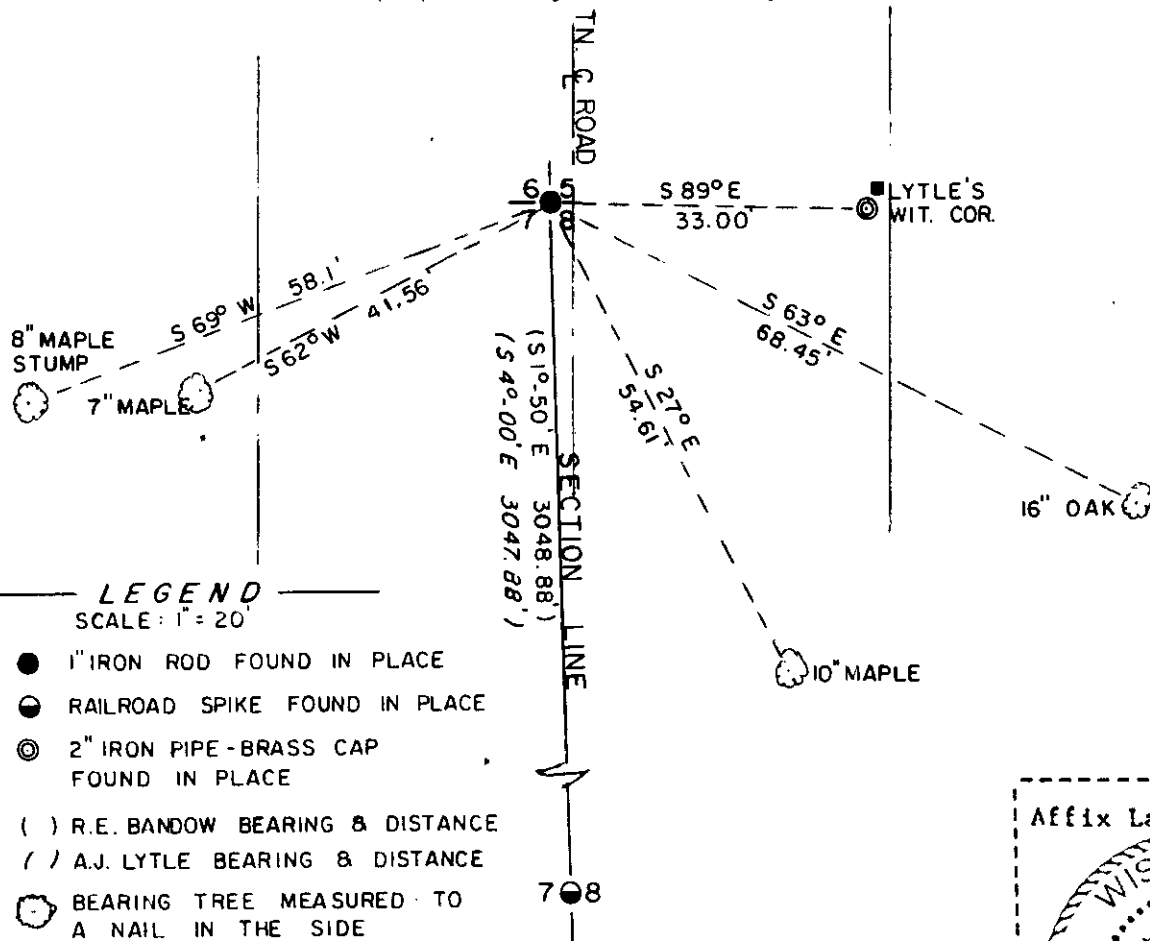 TN. ROAD
6 5
7 8
S 89° E
33.00'
LYTLE'S
WIT. COR.
S 69° W 58.1'
S 62° W 41.56'
8" MAPLE
STUMP
7" MAPLE
S 63° E
68.45'
16" OAK
S 27° E
54.61'
10" MAPLE
(S 1°-50' E 3048.88')
(S 4°-00' E 3047.88')
SECTION LINE
LEGEND
SCALE: 1" = 20'
1" IRON ROD FOUND IN PLACE
RAILROAD SPIKE FOUND IN PLACE
2" IRON PIPE - BRASS CAP
FOUND IN PLACE
( ) R.E. BANDOW BEARING & DISTANCE
( ) A.J. LYTLE BEARING & DISTANCE
BEARING TREE MEASURED TO
A NAIL IN THE SIDE
7 8
Affix La
WIS